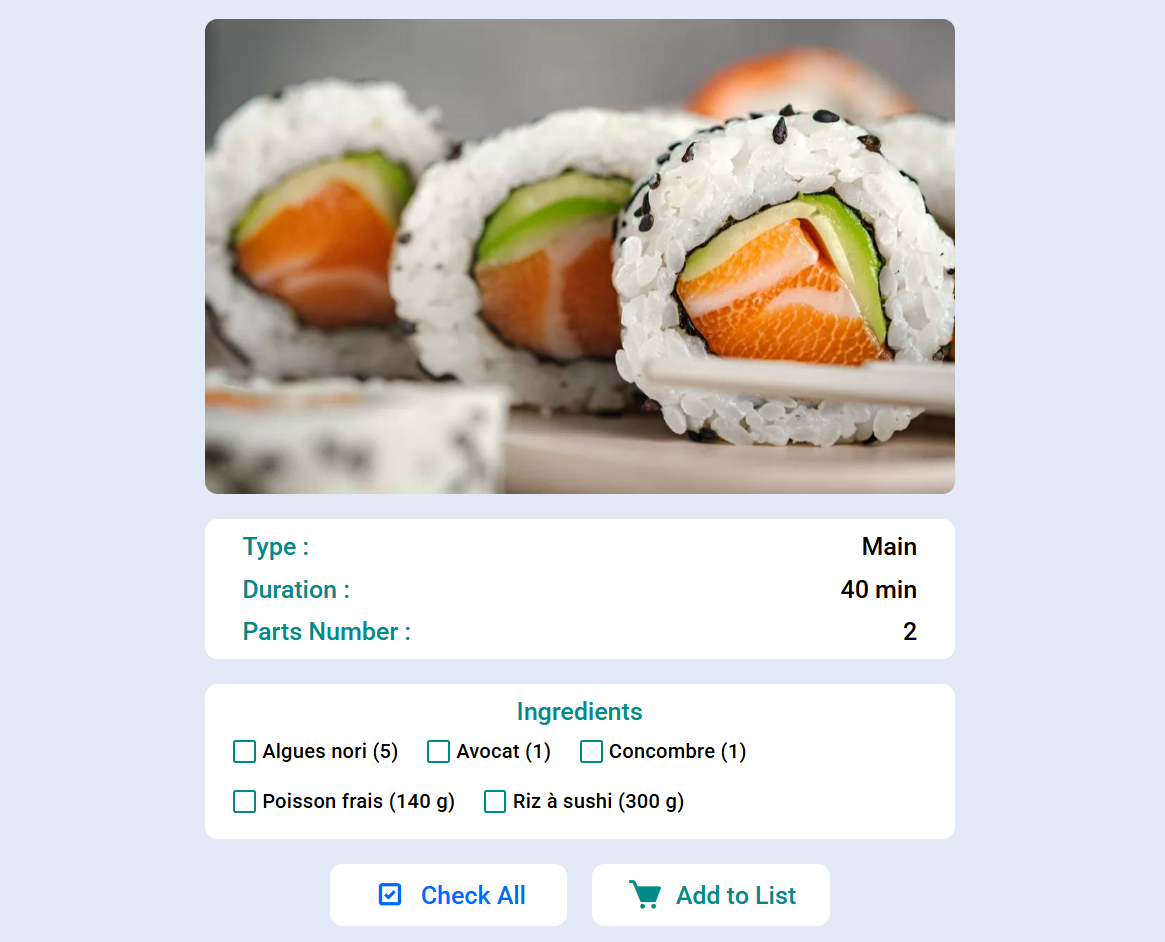 Type : Main
Duration : 40 min
Parts Number : 2
Ingredients
Algues nori (5) Avocat (1) Concombre (1)
Poisson frais (140 g) Riz à sushi (300 g)
Check All Add to List